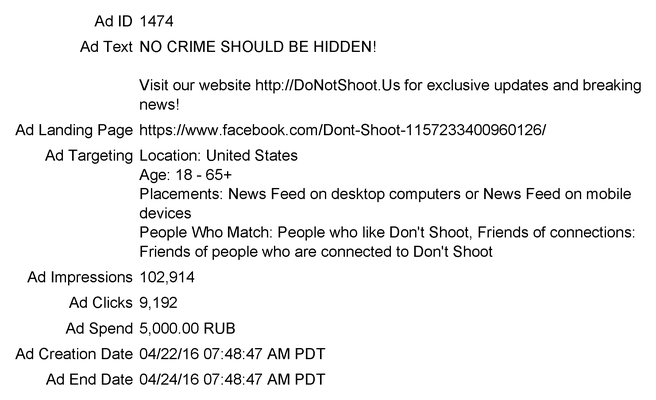 Ad ID 1474
Ad Text NO CRIME SHOULD BE HIDDEN!
Visit our website http://DoNotShoot.Us for exclusive updates and breaking
news!
Ad Landing Page https://www.facebook.com/Dont-Shoot-1157233400960126/
Ad Targeting Location: United States
Age: 18 - 65+
Placements: News Feed on desktop computers or News Feed on mobile
devices
People Who Match: People who like Don't Shoot, Friends of connections:
Friends of people who are connected to Don't Shoot
Ad Impressions 102,914
Ad Clicks 9,192
Ad Spend 5,000.00 RUB
Ad Creation Date 04/22/16 07:48:47 AM PDT
Ad End Date 04/24/16 07:48:47 AM PDT